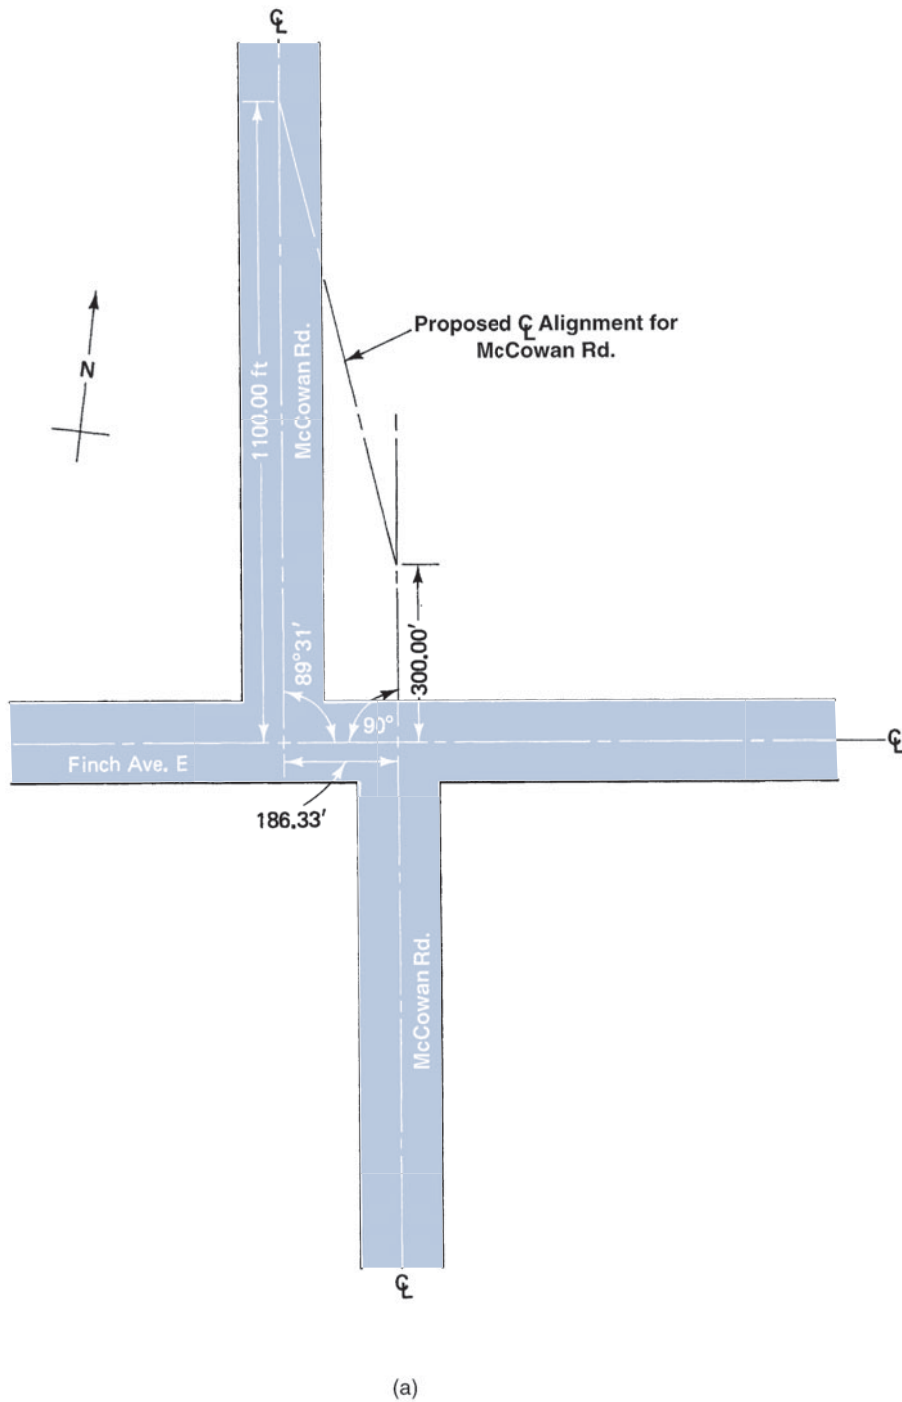 ℄
Proposed ℄ Alignment for
McCowan Rd.
N
1100.00 ft
McCowan Rd.
89°31′
300.00′
90°
℄
Finch Ave. E
186.33′
McCowan Rd.
℄
(a)